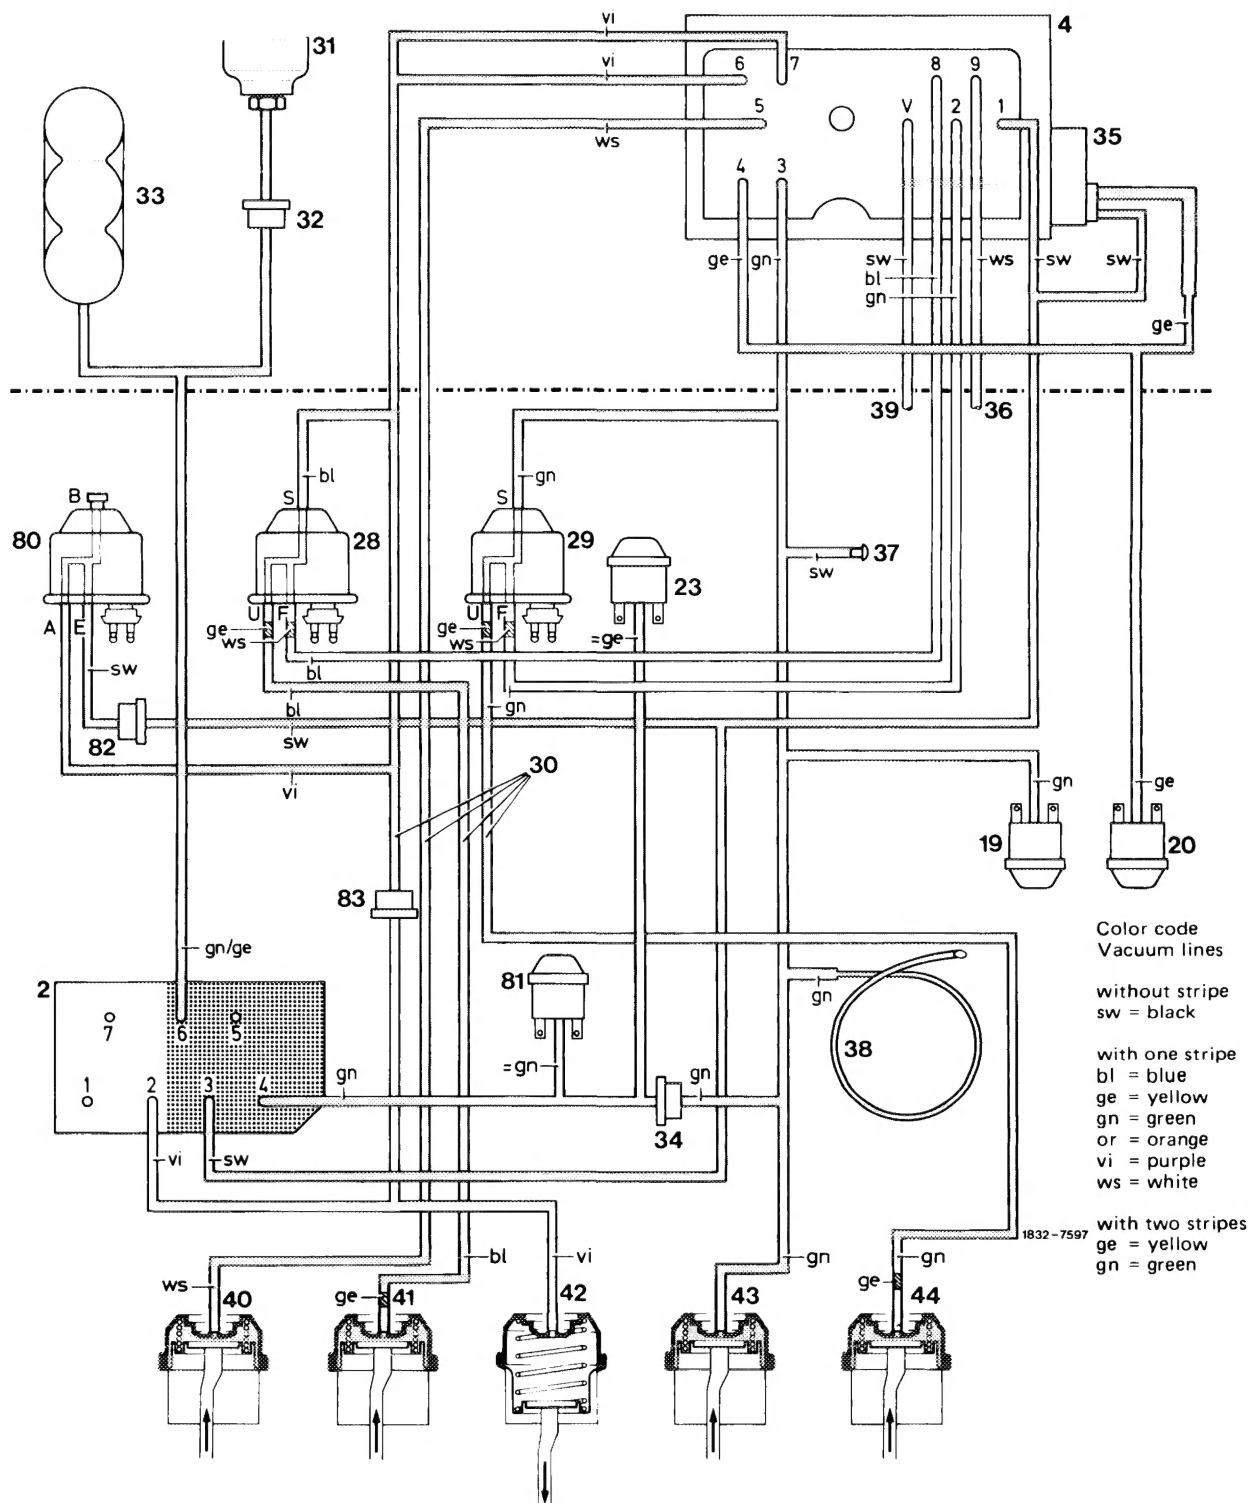 vi
4
31
vi
6
7
8
9
5
V
2
1
ws
35
4
3
33
32
ge
gn
sw
ws
sw
sw
bl
gn
ge
39
36
bl
gn
B
S
S
80
28
29
37
23
sw
A
E
U
F
U
F
ge
ws
ge
ws
=ge
sw
bl
bl
gn
82
sw
30
vi
gn
ge
19
20
83
gn/ge
Color code
Vacuum lines
2
81
without stripe
sw = black
gn
7
6
5
38
with one stripe
bl = blue
ge = yellow
gn = green
or = orange
vi = purple
ws = white
=gn
1
2
3
4
gn
gn
34
vi
sw
with two stripes
ge = yellow
gn = green
1832-7597
bl
vi
gn
gn
ws
40
ge
41
42
43
ge
44